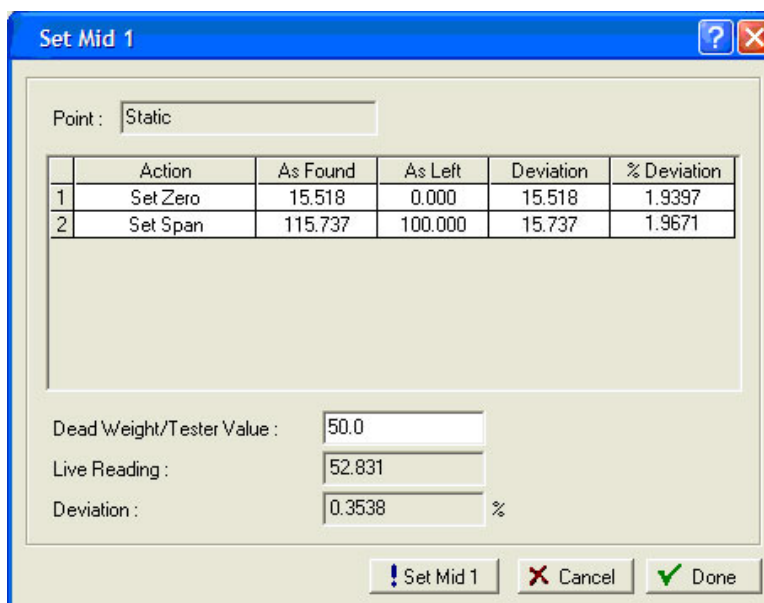 Set Mid 1
Point : Static
Action As Found As Left Deviation % Deviation
1 Set Zero 15.518 0.000 15.518 1.9397
2 Set Span 115.737 100.000 15.737 1.9671
Dead Weight/Tester Value : 50.0
Live Reading : 52.831
Deviation : 0.3538 %
! Set Mid 1 Cancel Done